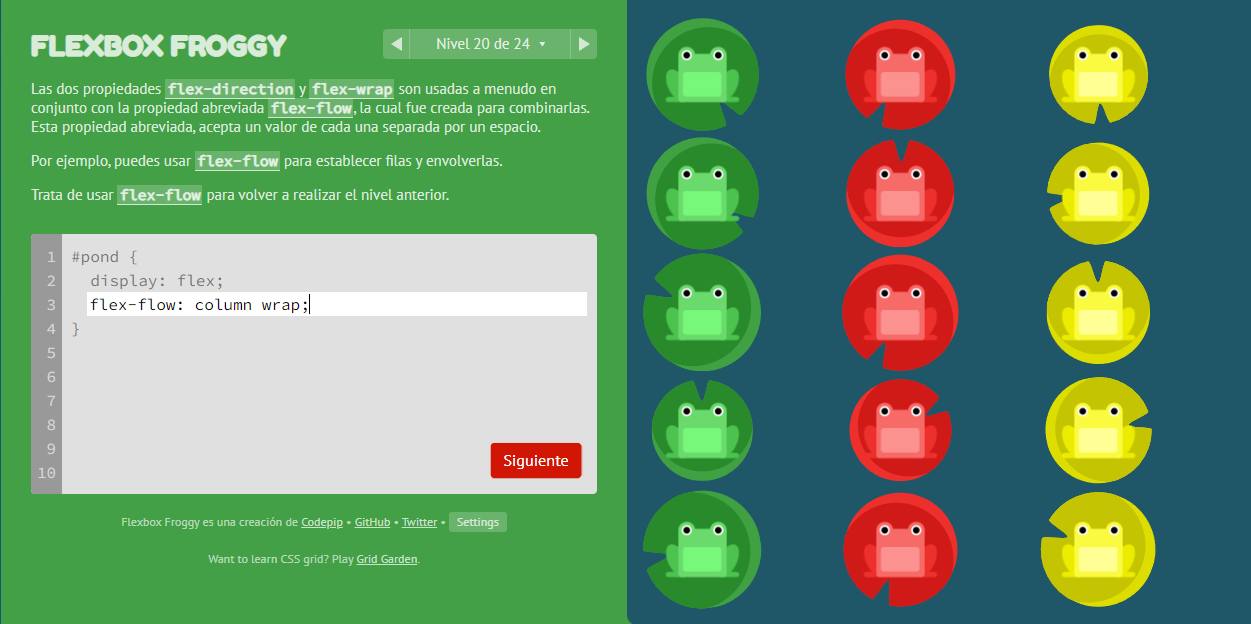 FLEXBOX FROGGY
Nivel 20 de 24
Las dos propiedades flex-direction y flex-wrap son usadas a menudo en
conjunto con la propiedad abreviada flex-flow, la cual fue creada para combinarlas.
Esta propiedad abreviada, acepta un valor de cada una separada por un espacio.
Por ejemplo, puedes usar flex-flow para establecer filas y envolverlas.
Trata de usar flex-flow para volver a realizar el nivel anterior.
1 #pond {
2 display: flex;
3 flex-flow: column wrap;
4 }
5
6
7
8
9
10
Siguiente
Flexbox Froggy es una creación de Codepip • GitHub • Twitter • Settings
Want to learn CSS grid? Play Grid Garden.